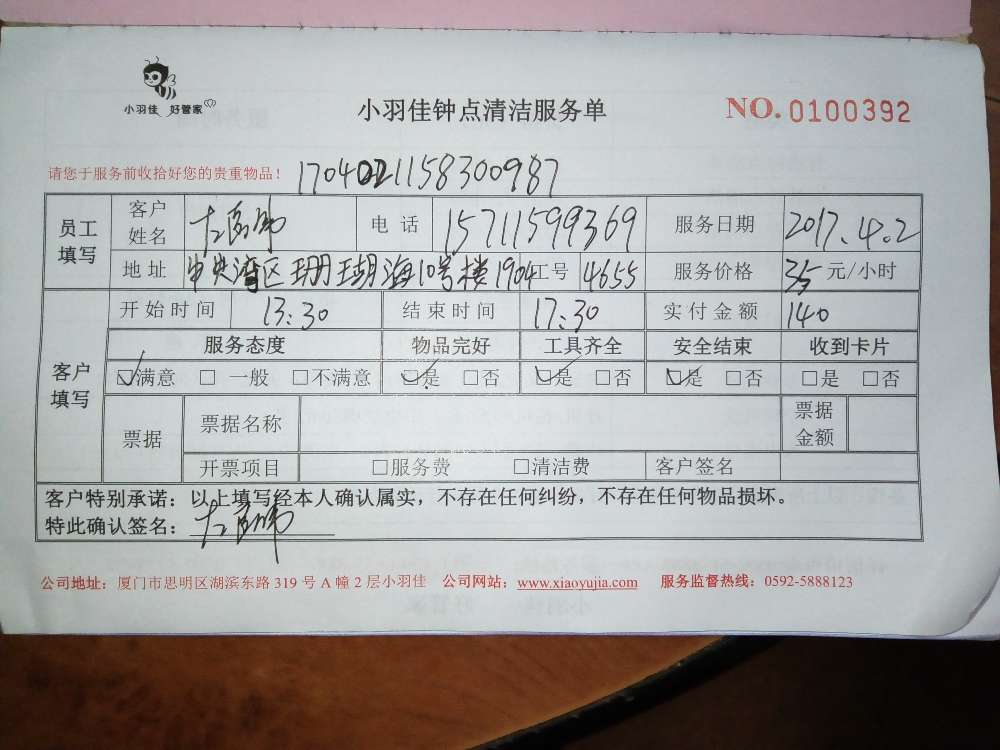 小羽佳 好管家
小羽佳钟点清洁服务单
NO. 0100392
请您于服务前收拾好您的贵重物品！ 1704021158300987
员工填写 客户姓名 电话 15711599369 服务日期 2017.4.2
地址 中央湾区珊瑚海10号楼1904 工号 4655 服务价格 35 元/小时
客户填写 开始时间 13:30 结束时间 17:30 实付金额 140
服务态度 物品完好 工具齐全 安全结束 收到卡片
☑满意 □ 一般 □不满意 ☑是 □否 ☑是 □否 ☑是 □否 □是 □否
票据 票据名称 票据金额
开票项目 □服务费 □清洁费 客户签名
客户特别承诺：以上填写经本人确认属实，不存在任何纠纷，不存在任何物品损坏。
特此确认签名：
公司地址：厦门市思明区湖滨东路 319 号 A 幢 2 层小羽佳 公司网站：www.xiaoyujia.com 服务监督热线：0592-5888123